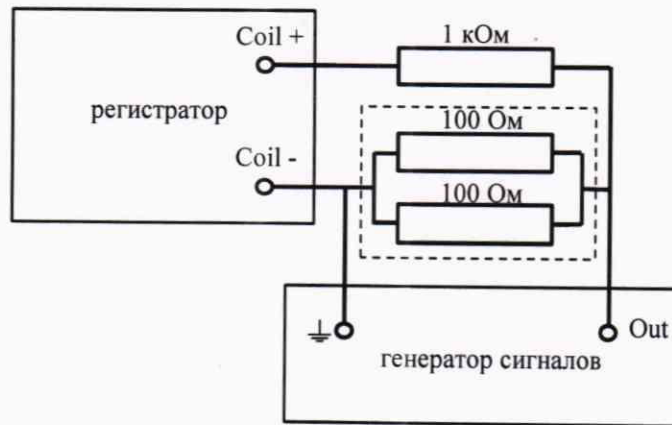 Coil +
1 кОм
регистратор
100 Ом
Coil -
100 Ом
⏚
Out
генератор сигналов